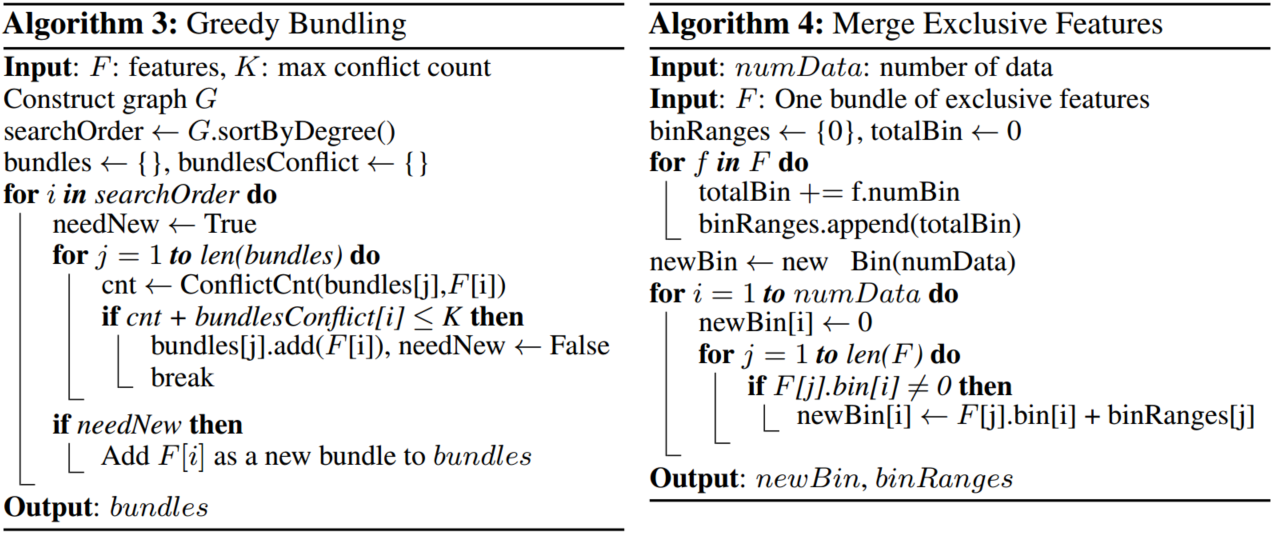 Algorithm 3: Greedy Bundling
Input: F: features, K: max conflict count
Construct graph G
searchOrder ← G.sortByDegree()
bundles ← {}, bundlesConflict ← {}
for i in searchOrder do
needNew ← True
for j = 1 to len(bundles) do
cnt ← ConflictCnt(bundles[j],F[i])
if cnt + bundlesConflict[i] ≤ K then
bundles[j].add(F[i]), needNew ← False
break
if needNew then
Add F[i] as a new bundle to bundles
Output: bundles
Algorithm 4: Merge Exclusive Features
Input: numData: number of data
Input: F: One bundle of exclusive features
binRanges ← {0}, totalBin ← 0
for f in F do
totalBin += f.numBin
binRanges.append(totalBin)
newBin ← new Bin(numData)
for i = 1 to numData do
newBin[i] ← 0
for j = 1 to len(F) do
if F[j].bin[i] ≠ 0 then
newBin[i] ← F[j].bin[i] + binRanges[j]
Output: newBin, binRanges